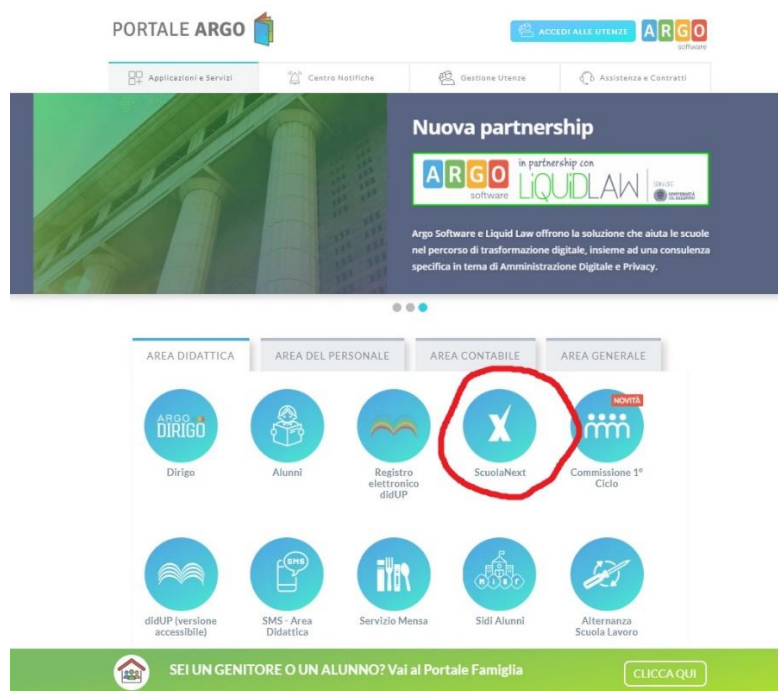 PORTALE ARGO
ACCEDI ALLE UTENZE
ARGO
software
Applicazioni e Servizi
Centro Notifiche
Gestione Utenze
Assistenza e Contratti
Nuova partnership
ARGO
software
in partnership con
LiQUiDLAW
Argo Software e Liquid Law offrono la soluzione che aiuta le scuole
nel percorso di trasformazione digitale, insieme ad una consulenza
specifica in tema di Amministrazione Digitale e Privacy.
AREA DIDATTICA
AREA DEL PERSONALE
AREA CONTABILE
AREA GENERALE
ARGO
DIRIGO
NOVITÀ
Dirigo
Alunni
Registro
elettronico
didUP
ScuolaNext
Commissione 1°
Ciclo
SMS
didUP (versione
accessibile)
SMS - Area
Didattica
Servizio Mensa
Sidi Alunni
Alternanza
Scuola Lavoro
SEI UN GENITORE O UN ALUNNO? Vai al Portale Famiglia
CLICCA QUI